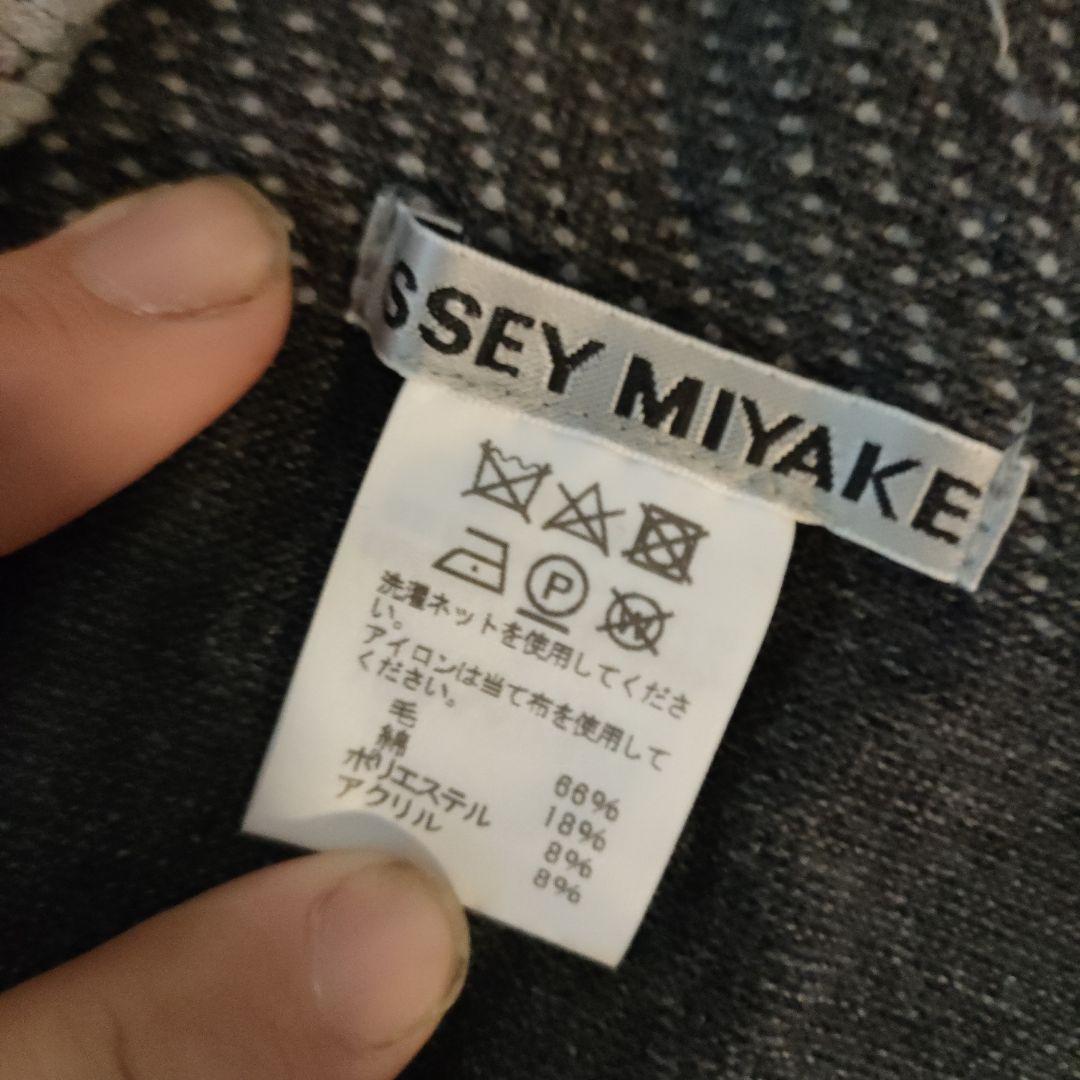 SSEY MIYAKE
P
W
洗濯ネットを使用してくださ
い。
アイロンは当て布を使用して
ください。
毛 66%
綿 18%
ポリエステル 8%
アクリル 8%